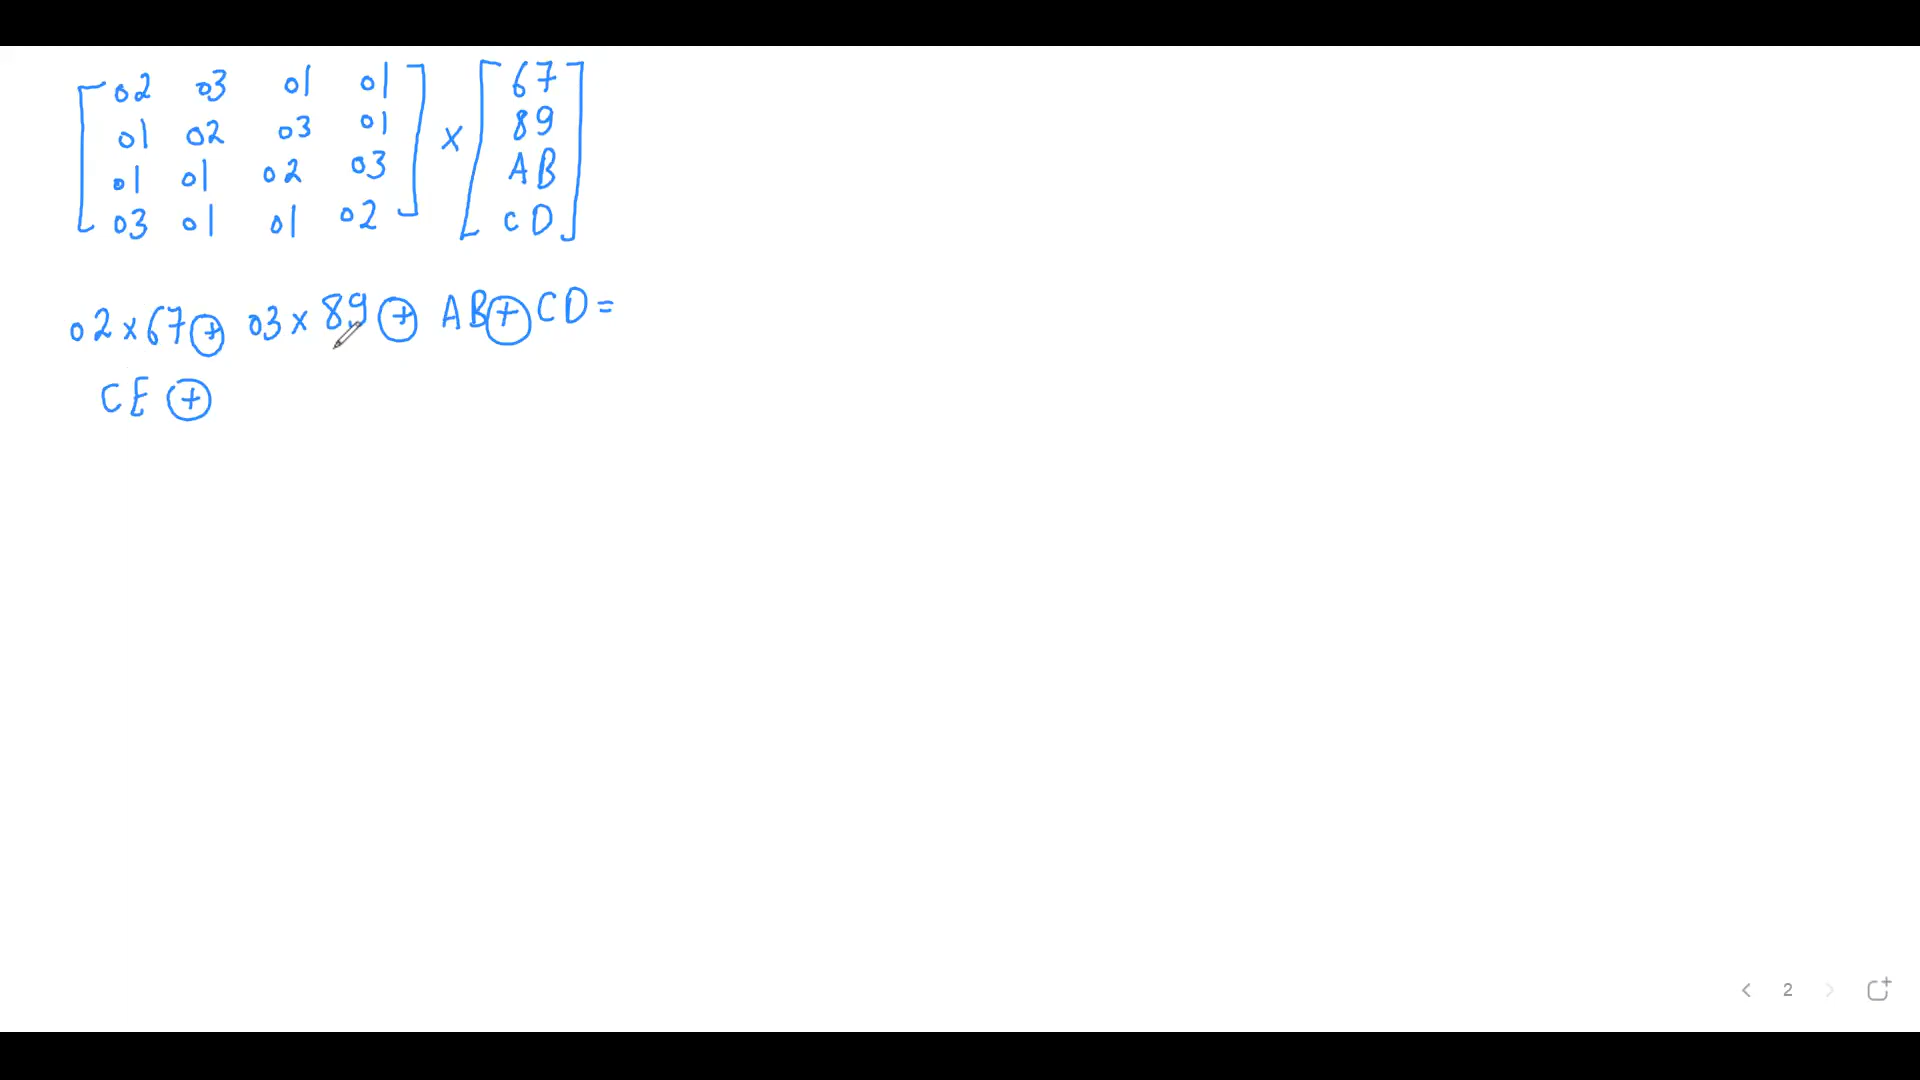 02 03 01 01 67
01 02 03 01 × 89
01 01 02 03 AB
03 01 01 02 CD
02 × 67 ⊕ 03 × 89 ⊕ AB ⊕ CD =
CE ⊕
2